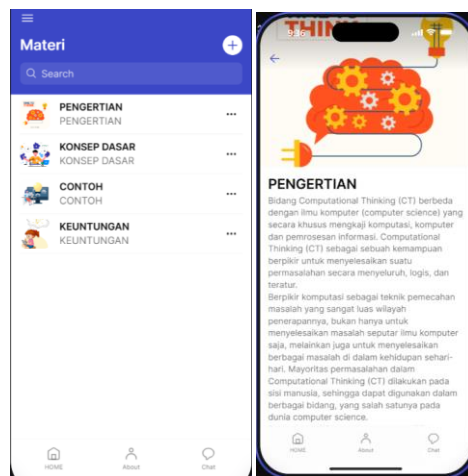 Materi
+
Search
PENGERTIAN
PENGERTIAN
...
KONSEP DASAR
KONSEP DASAR
...
CONTOH
CONTOH
...
KEUNTUNGAN
KEUNTUNGAN
...
HOME
About
Chat
THIN
9:36
PENGERTIAN
Bidang Computational Thinking (CT) berbeda
dengan ilmu komputer (computer science) yang
secara khusus mengkaji komputasi, komputer
dan pemrosesan informasi. Computational
Thinking (CT) sebagai sebuah kemampuan
berpikir untuk menyelesaikan suatu
permasalahan secara menyeluruh, logis, dan
teratur.
Berpikir komputasi sebagai teknik pemecahan
masalah yang sangat luas wilayah
penerapannya, bukan hanya untuk
menyelesaikan masalah seputar ilmu komputer
saja, melainkan juga untuk menyelesaikan
berbagai masalah di dalam kehidupan sehari-
hari. Mayoritas permasalahan dalam
Computational Thinking (CT) dilakukan pada
sisi manusia, sehingga dapat digunakan dalam
berbagai bidang, yang salah satunya pada
dunia computer science.
HOME
About
Chat